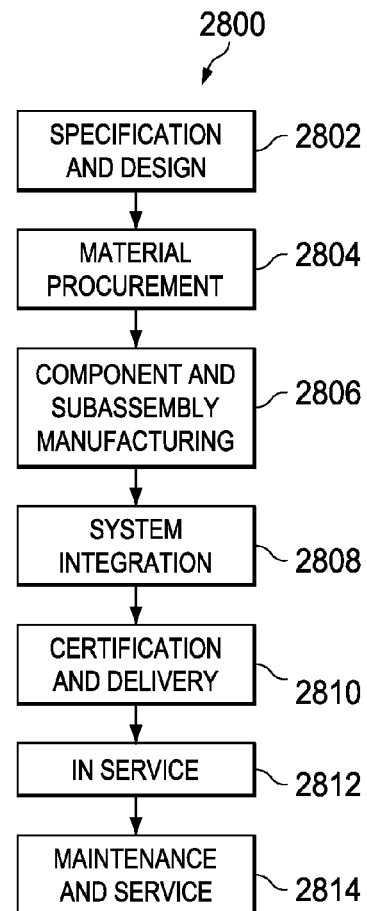 2800
SPECIFICATION
AND DESIGN
2802
MATERIAL
PROCUREMENT
2804
COMPONENT AND
SUBASSEMBLY
MANUFACTURING
2806
SYSTEM
INTEGRATION
2808
CERTIFICATION
AND DELIVERY
2810
IN SERVICE
2812
MAINTENANCE
AND SERVICE
2814